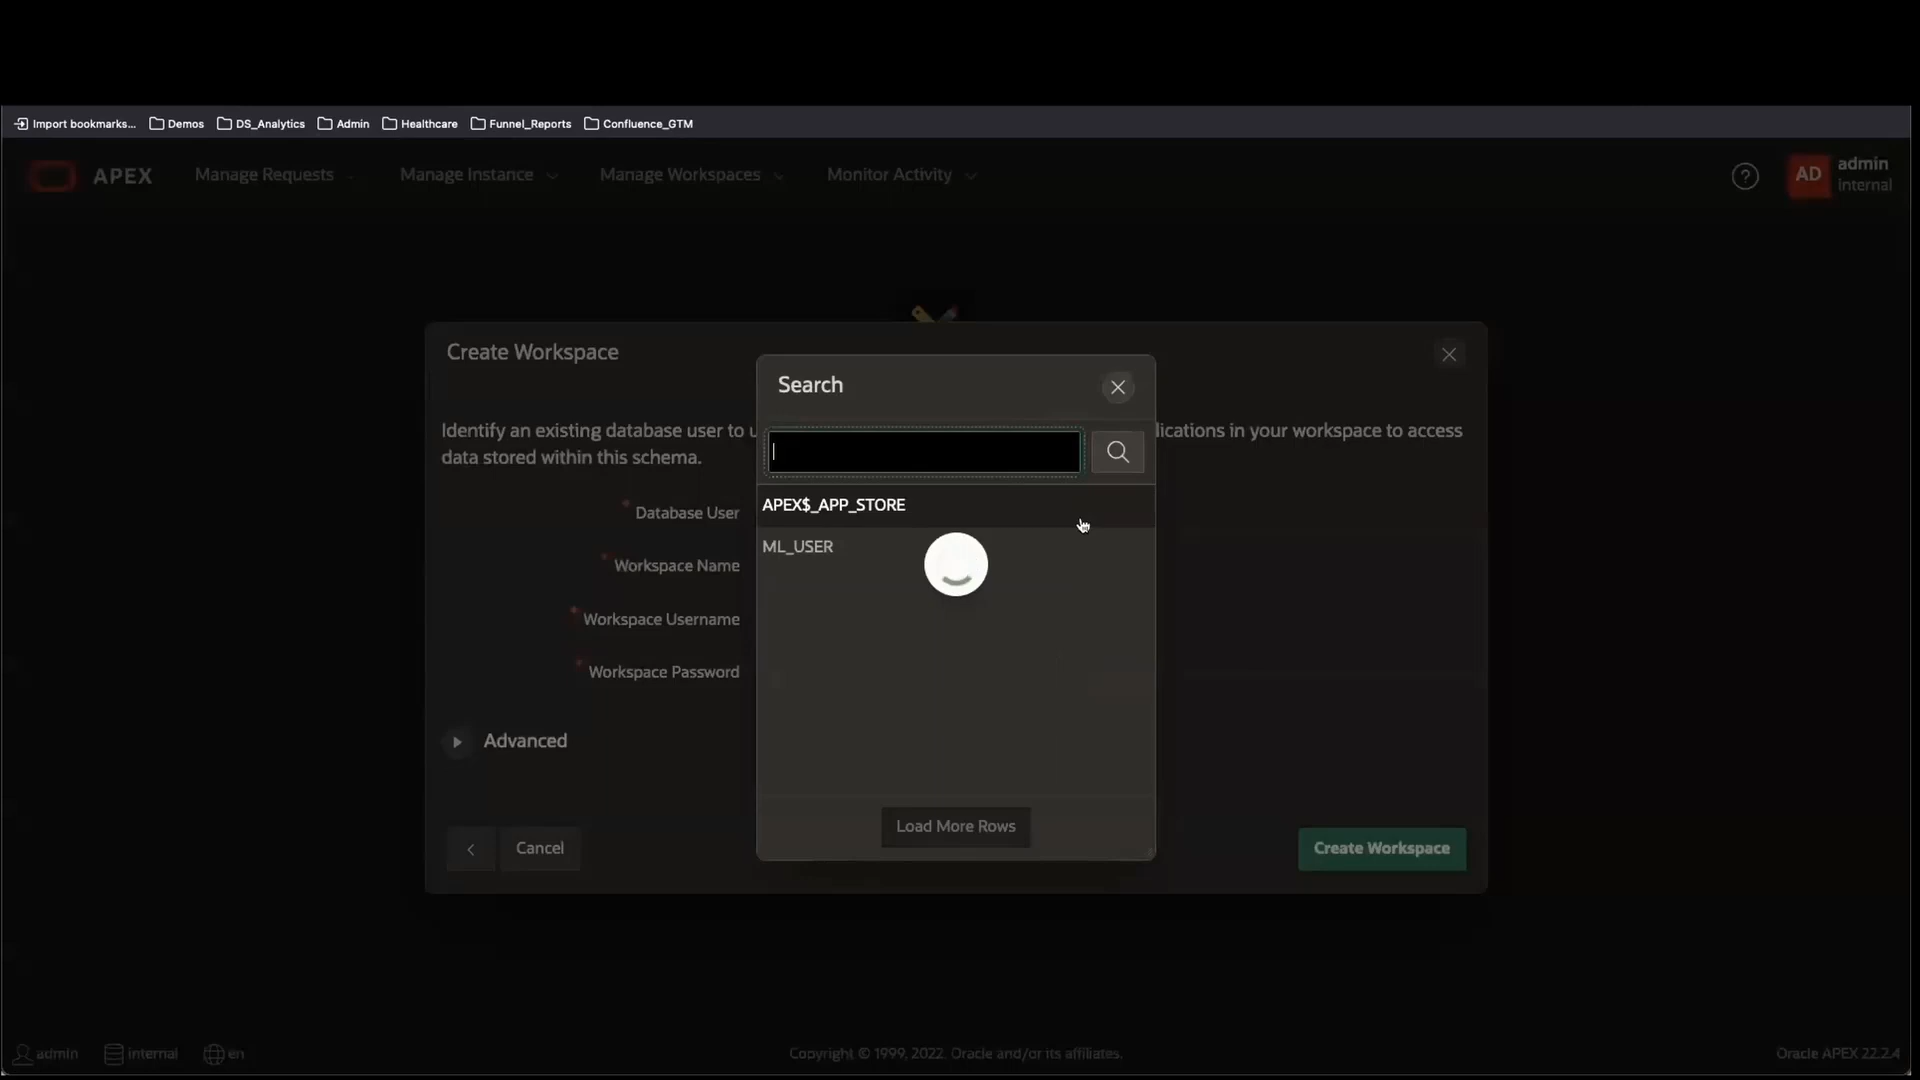 Import bookmarks... Demos DS_Analytics Admin Healthcare Funnel_Reports Confluence_GTM
APEX Manage Requests Manage Instance Manage Workspaces Monitor Activity ? AD admin
internal
Create Workspace
Search
Identify an existing database user to u lications in your workspace to access
data stored within this schema.
APEX$_APP_STORE
* Database User
ML_USER
* Workspace Name
* Workspace Username
* Workspace Password
Advanced
Load More Rows
Cancel
Create Workspace
admin internal en Copyright © 1999, 2022, Oracle and/or its affiliates. Oracle APEX 22.2.4